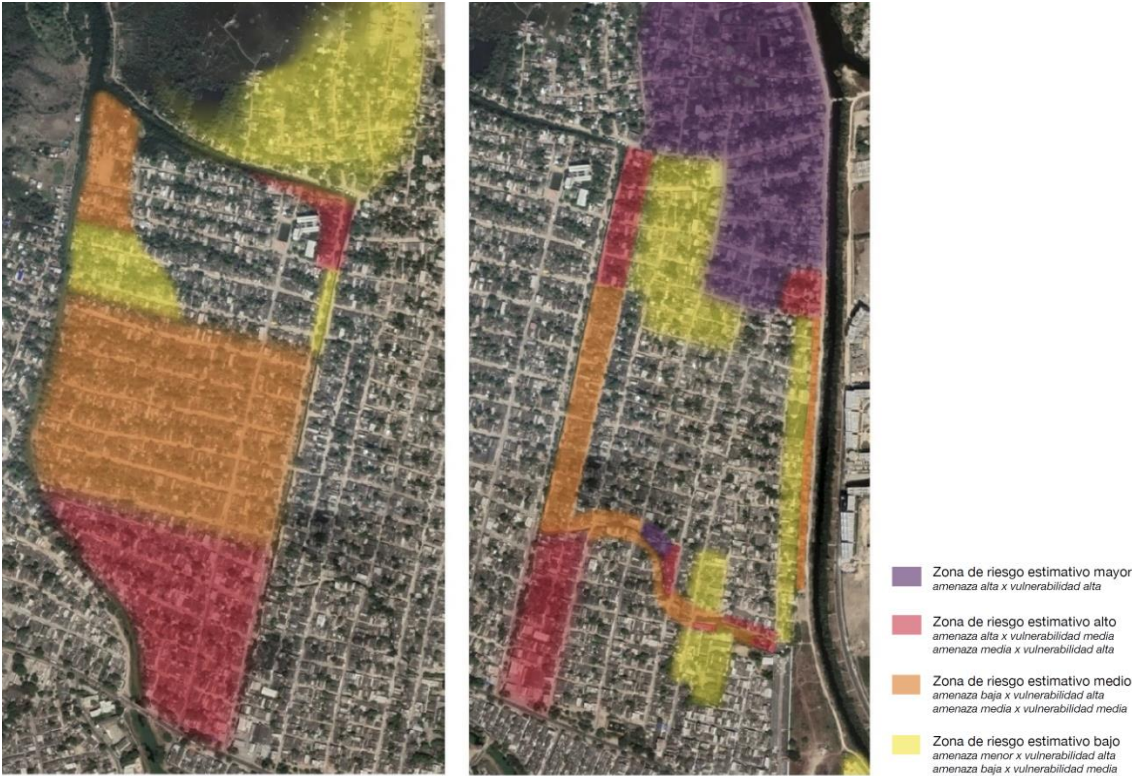 Zona de riesgo estimativo mayor
amenaza alta x vulnerabilidad alta
Zona de riesgo estimativo alto
amenaza alta x vulnerabilidad media
amenaza media x vulnerabilidad alta
Zona de riesgo estimativo medio
amenaza baja x vulnerabilidad alta
amenaza media x vulnerabilidad media
Zona de riesgo estimativo bajo
amenaza menor x vulnerabilidad alta
amenaza baja x vulnerabilidad media